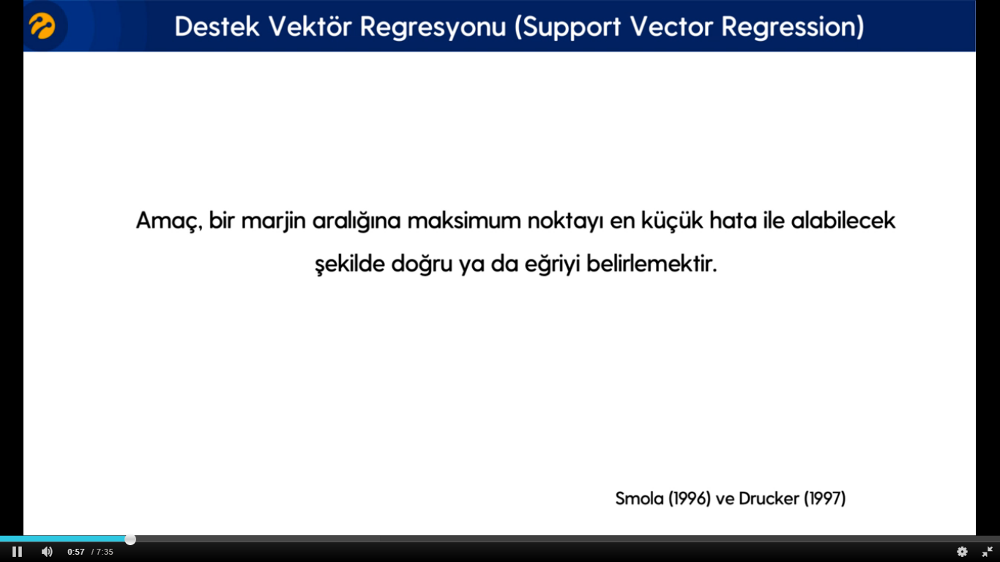 Destek Vektör Regresyonu (Support Vector Regression)
Amaç, bir marjin aralığına maksimum noktayı en küçük hata ile alabilecek
şekilde doğru ya da eğriyi belirlemektir.
Smola (1996) ve Drucker (1997)
0:57 / 7:35